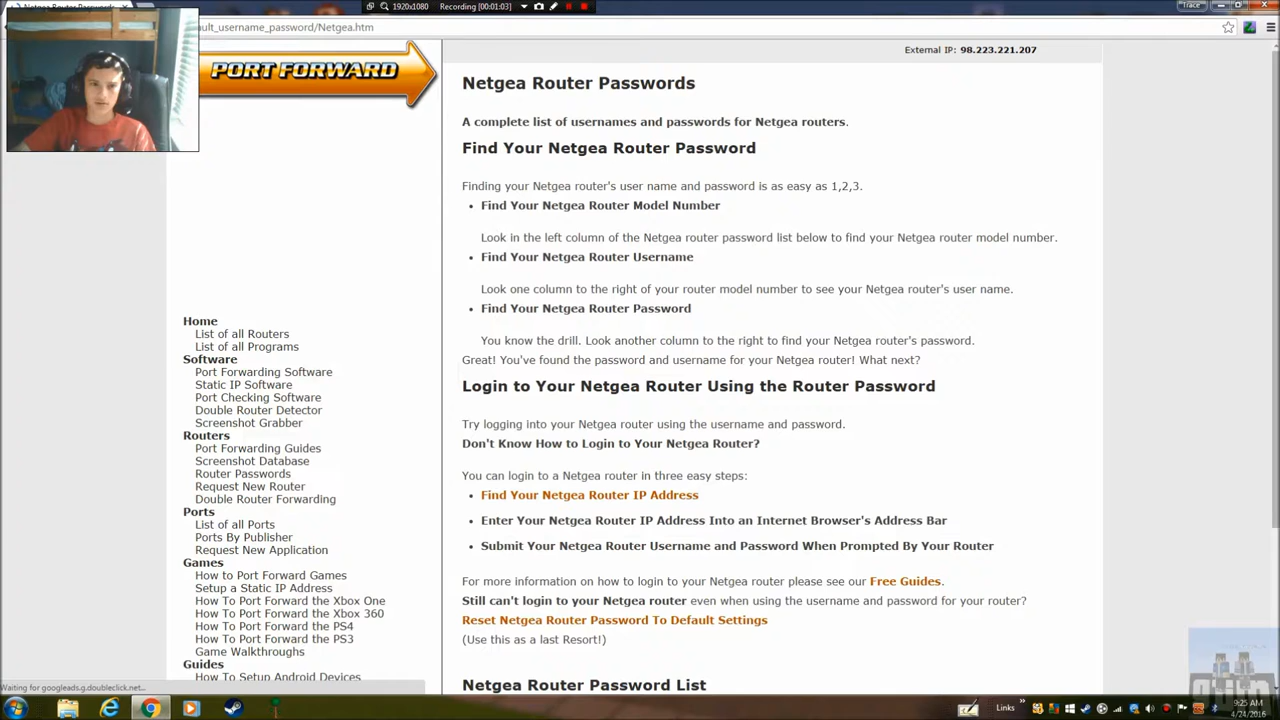 Netgea Router Passwords
1920x1080 Recording [00:01:03]
Trace
ault_username_password/Netgea.htm
PORT FORWARD
External IP: 98.223.221.207
Netgea Router Passwords
A complete list of usernames and passwords for Netgea routers.
Find Your Netgea Router Password
Finding your Netgea router's user name and password is as easy as 1,2,3.
• Find Your Netgea Router Model Number
Look in the left column of the Netgea router password list below to find your Netgea router model number.
• Find Your Netgea Router Username
Look one column to the right of your router model number to see your Netgea router's user name.
• Find Your Netgea Router Password
You know the drill. Look another column to the right to find your Netgea router's password.
Great! You've found the password and username for your Netgea router! What next?
Login to Your Netgea Router Using the Router Password
Try logging into your Netgea router using the username and password.
Don't Know How to Login to Your Netgea Router?
You can login to a Netgea router in three easy steps:
• Find Your Netgea Router IP Address
• Enter Your Netgea Router IP Address Into an Internet Browser's Address Bar
• Submit Your Netgea Router Username and Password When Prompted By Your Router
For more information on how to login to your Netgea router please see our Free Guides.
Still can't login to your Netgea router even when using the username and password for your router?
Reset Netgea Router Password To Default Settings
(Use this as a last Resort!)
Netgea Router Password List
Home
List of all Routers
List of all Programs
Software
Port Forwarding Software
Static IP Software
Port Checking Software
Double Router Detector
Screenshot Grabber
Routers
Port Forwarding Guides
Screenshot Database
Router Passwords
Request New Router
Double Router Forwarding
Ports
List of all Ports
Ports By Publisher
Request New Application
Games
How to Port Forward Games
Setup a Static IP Address
How To Port Forward the Xbox One
How To Port Forward the Xbox 360
How To Port Forward the PS4
How To Port Forward the PS3
Game Walkthroughs
Guides
How To Setup Android Devices
Waiting for googleads.g.doubleclick.net...
Links
9:25 AM
4/24/2016